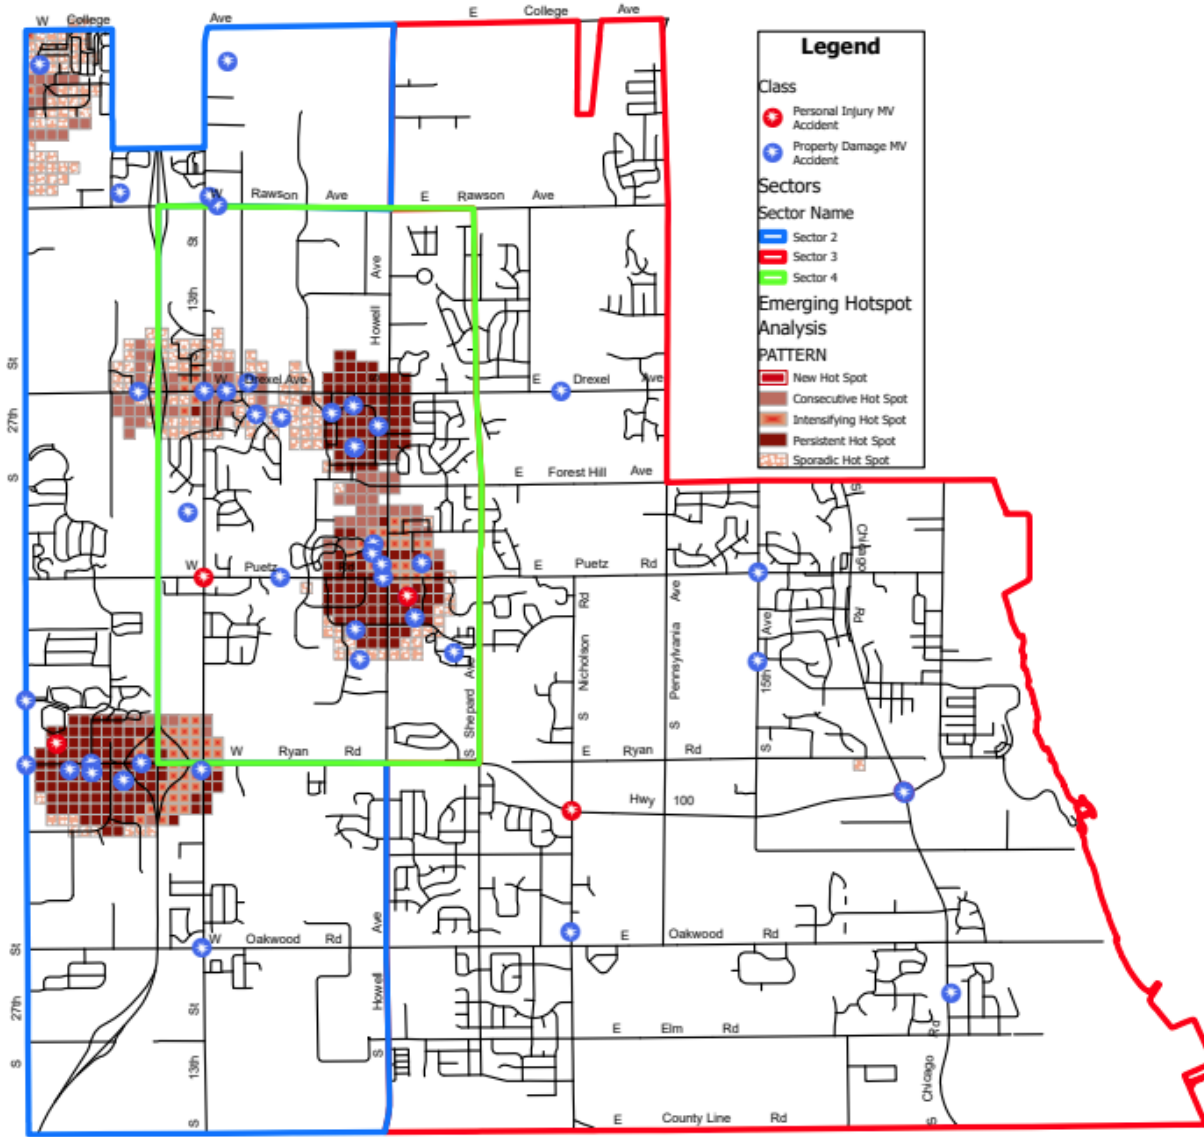 W College Ave
E College Ave
Legend
Class
Personal Injury MV
Accident
Property Damage MV
Accident
Sectors
Sector Name
Sector 2
Sector 3
Sector 4
Emerging Hotspot
Analysis
PATTERN
New Hot Spot
Consecutive Hot Spot
Intensifying Hot Spot
Persistent Hot Spot
Sporadic Hot Spot
W Rawson Ave
E Rawson Ave
13th St
Howell Ave
S 27th St
W Drexel Ave
E Drexel Ave
E Forest Hill Ave
S Chicago Rd
W Puetz Rd
E Puetz Rd
S Nicholson Rd
S Pennsylvania Ave
S 15th Ave
S Shepard Ave
W Ryan Rd
E Ryan Rd
Hwy 100
W Oakwood Rd
E Oakwood Rd
S 27th St
S 13th St
S Howell Ave
E Elm Rd
S Chicago Rd
E County Line Rd